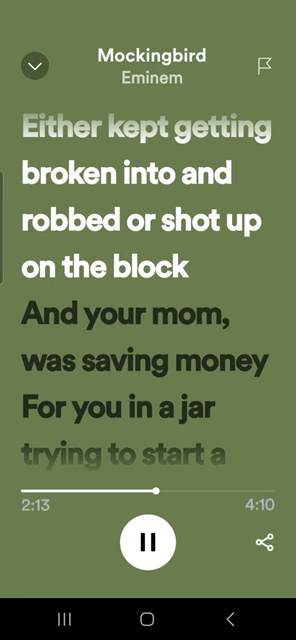 Mockingbird
Eminem
Either kept getting
broken into and
robbed or shot up
on the block
And your mom,
was saving money
For you in a jar
trying to start a
2:13
4:10